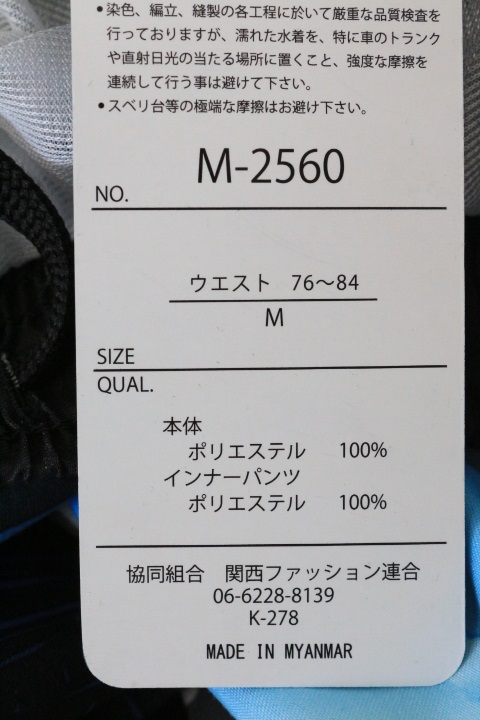 •染色、編立、縫製の各工程に於いて厳重な品質検査を
行っておりますが、濡れた水着を、特に車のトランク
や直射日光の当たる場所に置くこと、強度な摩擦を
連続して行う事は避けて下さい。
•スベリ台等の極端な摩擦はお避け下さい。
NO. M-2560
ウエスト 76〜84
M
SIZE
QUAL.
本体
ポリエステル 100%
インナーパンツ
ポリエステル 100%
協同組合 関西ファッション連合
06-6228-8139
K-278
MADE IN MYANMAR